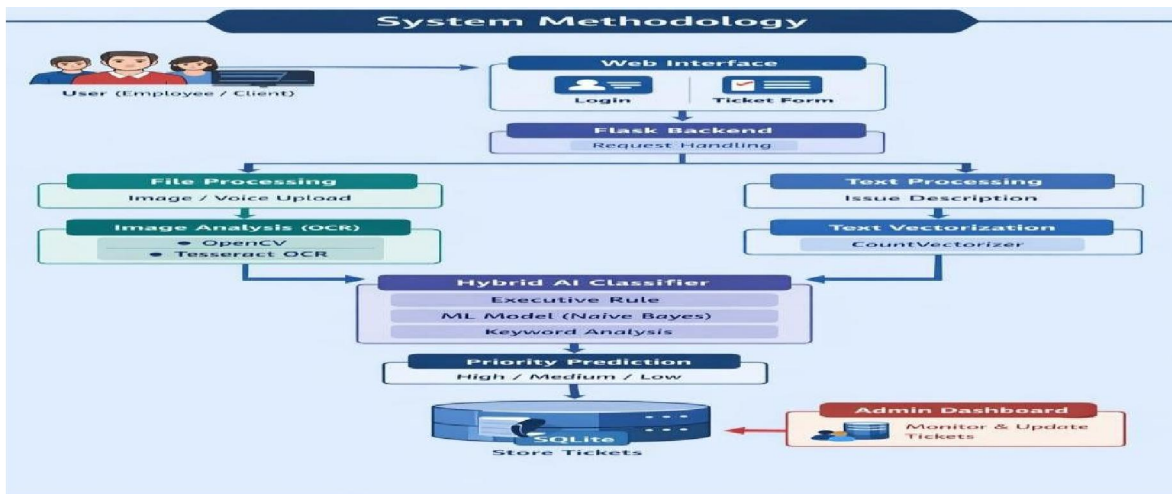 System Methodology
User (Employee / Client)
Web Interface
Login
Ticket Form
Flask Backend
Request Handling
File Processing
Image / Voice Upload
Image Analysis (OCR)
• OpenCV
• Tesseract OCR
Text Processing
Issue Description
Text Vectorization
CountVectorizer
Hybrid AI Classifier
Executive Rule
ML Model (Naive Bayes)
Keyword Analysis
Priority Prediction
High / Medium / Low
SQLite
Store Tickets
Admin Dashboard
Monitor & Update
Tickets